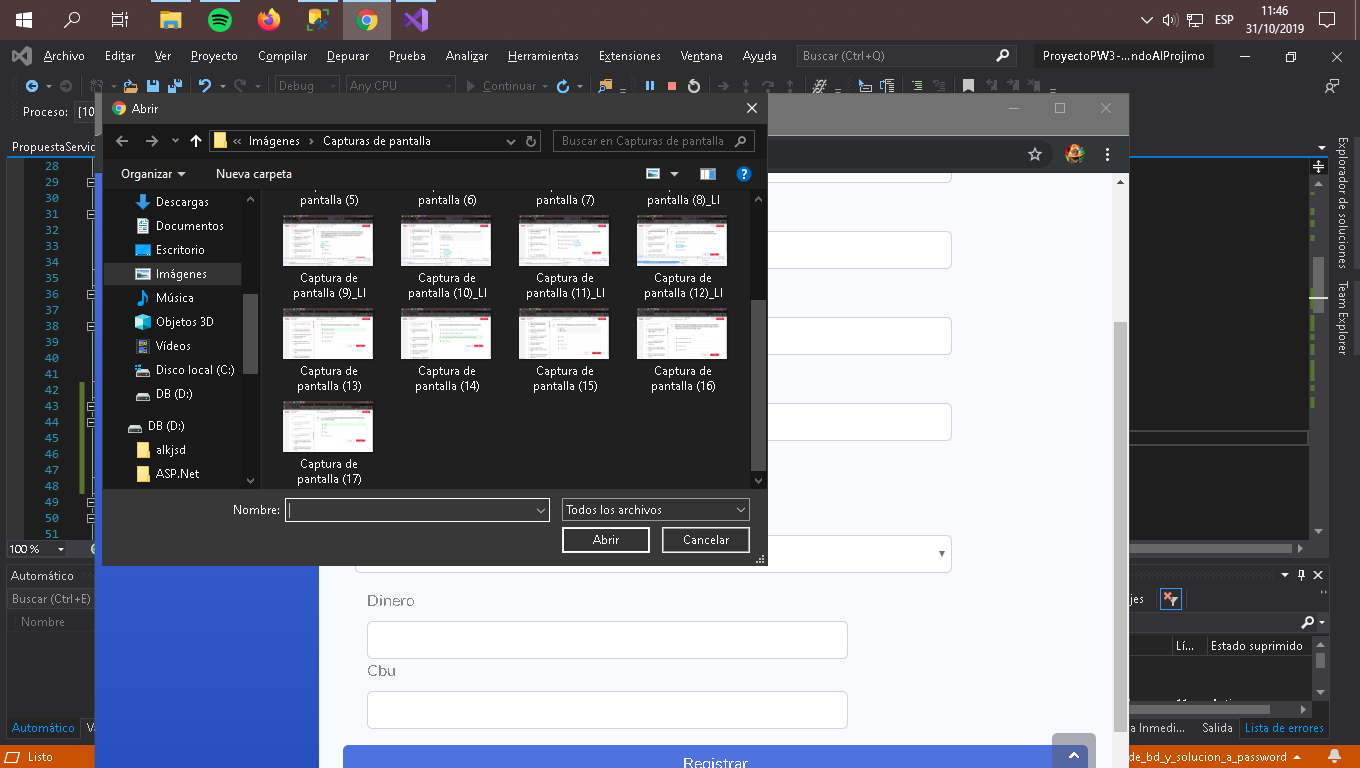 ESP
11:46
31/10/2019
Archivo Editar Ver Proyecto Compilar Depurar Prueba Analizar Herramientas Extensiones Ventana Ayuda
Buscar (Ctrl+Q)
ProyectoPW3-...ndoAlProjimo
Debug
Any CPU
Continuar
Proceso: [10
PropuestaServic
28
29
30
31
32
33
34
35
36
37
38
39
40
41
42
43
44
45
46
47
48
49
50
51
100 %
Abrir
« Imágenes › Capturas de pantalla
Buscar en Capturas de pantalla
Organizar
Nueva carpeta
Descargas
Documentos
Escritorio
Imágenes
Música
Objetos 3D
Vídeos
Disco local (C:)
DB (D:)
DB (D:)
alkjsd
ASP.Net
pantalla (5)
pantalla (6)
pantalla (7)
pantalla (8)_LI
Captura de
pantalla (9)_LI
Captura de
pantalla (10)_LI
Captura de
pantalla (11)_LI
Captura de
pantalla (12)_LI
Captura de
pantalla (13)
Captura de
pantalla (14)
Captura de
pantalla (15)
Captura de
pantalla (16)
Captura de
pantalla (17)
Nombre:
Todos los archivos
Abrir
Cancelar
Dinero
Cbu
Registrar
Explorador de soluciones
Team Explorer
Automático
Buscar (Ctrl+E)
Nombre
Automático
jes
Lí...
Estado suprimido
a Inmedi...
Salida
Lista de errores
Listo
de_bd_y_solucion_a_password